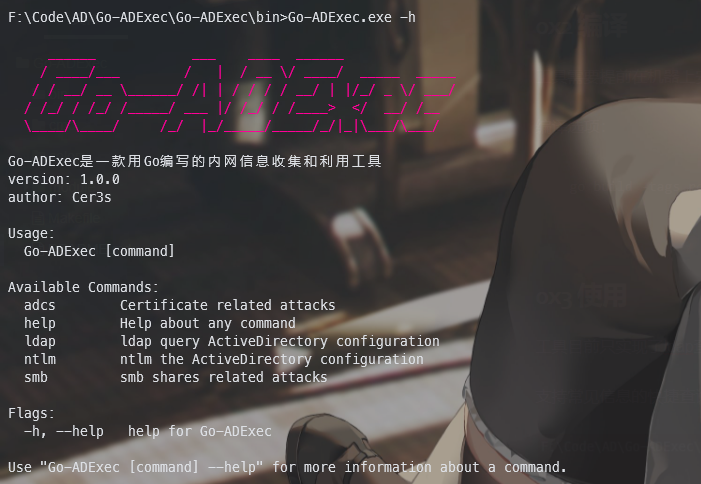 F:\Code\AD\Go-ADExec\Go-ADExec\bin>Go-ADExec.exe -h
Go-ADExec
Go-ADExec是一款用Go编写的内网信息收集和利用工具
version: 1.0.0
author: Cer3s
Usage:
Go-ADExec [command]
Available Commands:
adcs Certificate related attacks
help Help about any command
ldap ldap query ActiveDirectory configuration
ntlm ntlm the ActiveDirectory configuration
smb smb shares related attacks
Flags:
-h, --help help for Go-ADExec
Use "Go-ADExec [command] --help" for more information about a command.